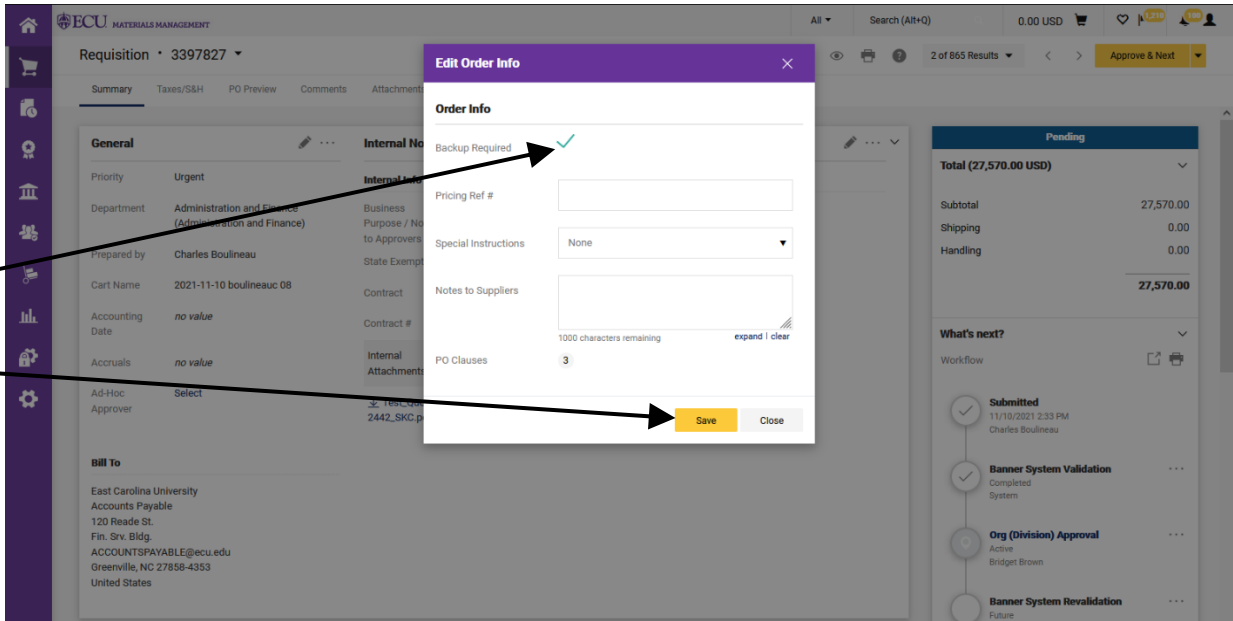 ECU MATERIALS MANAGEMENT
All
Search (Alt+Q)
0.00 USD
Requisition • 3397827
2 of 865 Results
Approve & Next
Summary
Taxes/S&H
PO Preview
Comments
Attachments
Edit Order Info
Order Info
Backup Required
Pricing Ref #
Special Instructions
None
Notes to Suppliers
1000 characters remaining
expand | clear
PO Clauses
3
Save
Close
General
Priority
Urgent
Department
Administration and Finance
(Administration and Finance)
Prepared by
Charles Boulineau
Cart Name
2021-11-10 boulineauc 08
Accounting
Date
no value
Accruals
no value
Ad-Hoc
Approver
Select
Bill To
East Carolina University
Accounts Payable
120 Reade St.
Fin. Srv. Bldg.
ACCOUNTSPAYABLE@ecu.edu
Greenville, NC 27858-4353
United States
Internal No
Internal Info
Business
Purpose / No
to Approvers
State Exempt
Contract
Contract #
Internal
Attachments
2442_SKC.p
Pending
Total (27,570.00 USD)
Subtotal
27,570.00
Shipping
0.00
Handling
0.00
27,570.00
What's next?
Workflow
Submitted
11/10/2021 2:33 PM
Charles Boulineau
Banner System Validation
Completed
System
Org (Division) Approval
Active
Bridget Brown
Banner System Revalidation
Future